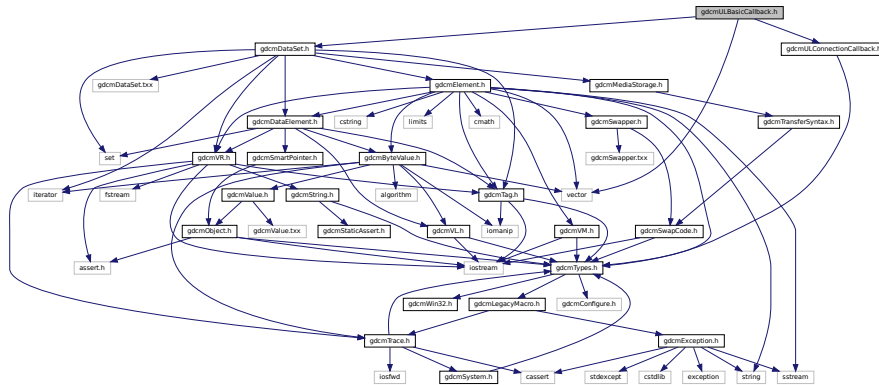 gdcmULBasicCallback.h
gdcmDataSet.h
gdcmULConnectionCallback.h
gdcmDataSet.txx
gdcmElement.h
gdcmMediaStorage.h
gdcmDataElement.h
cstring
limits
cmath
gdcmSwapper.h
gdcmTransferSyntax.h
set
gdcmVR.h
gdcmSmartPointer.h
gdcmByteValue.h
gdcmSwapper.txx
iterator
fstream
gdcmValue.h
gdcmString.h
algorithm
gdcmTag.h
vector
gdcmObject.h
gdcmValue.txx
gdcmStaticAssert.h
gdcmVL.h
iomanip
gdcmVM.h
gdcmSwapCode.h
assert.h
iostream
gdcmTypes.h
gdcmWin32.h
gdcmLegacyMacro.h
gdcmConfigure.h
gdcmTrace.h
gdcmException.h
iosfwd
gdcmSystem.h
cassert
stdexcept
cstdlib
exception
string
sstream